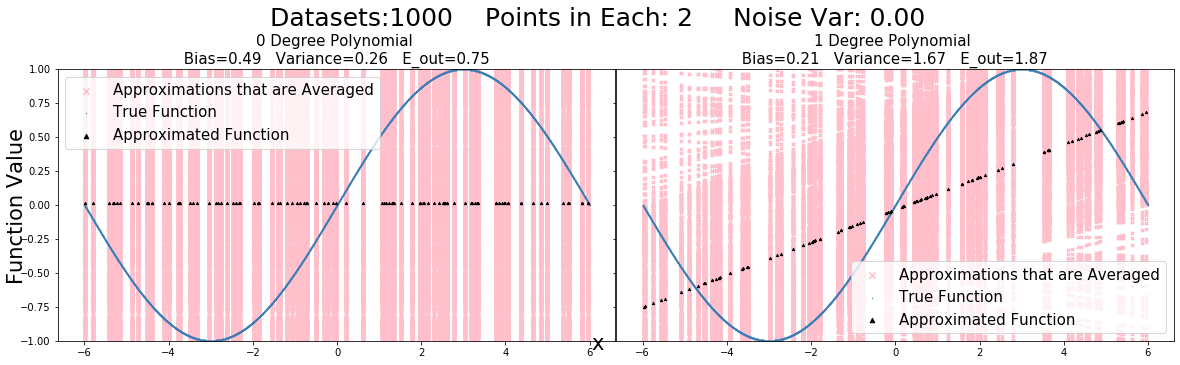 Datasets:1000    Points in Each: 2     Noise Var: 0.00
0 Degree Polynomial
Bias=0.49   Variance=0.26   E_out=0.75
1 Degree Polynomial
Bias=0.21   Variance=1.67   E_out=1.87
Function Value
1.00
0.75
0.50
0.25
0.00
−0.25
−0.50
−0.75
−1.00
Approximations that are Averaged
True Function
Approximated Function
−6 −4 −2 0 2 4 6
x
Approximations that are Averaged
True Function
Approximated Function
−6 −4 −2 0 2 4 6